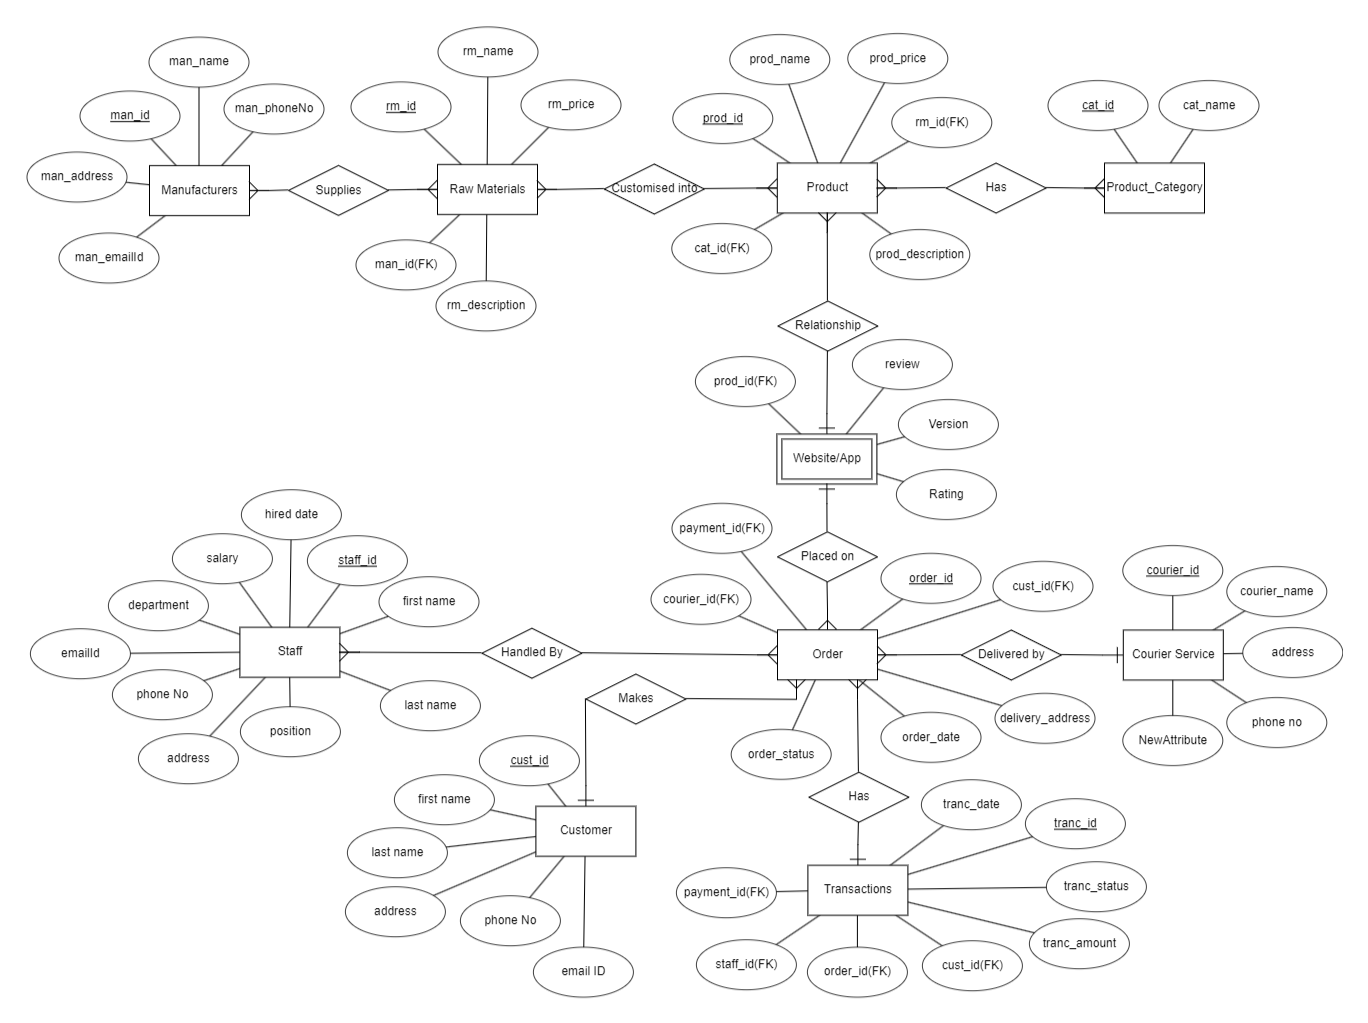 rm_name
man_name
prod_name
prod_price
rm_id
rm_price
man_id
man_phoneNo
prod_id
rm_id(FK)
cat_id
cat_name
man_address
Manufacturers
Supplies
Raw Materials
Customised into
Product
Has
Product_Category
man_emailId
man_id(FK)
cat_id(FK)
prod_description
rm_description
Relationship
prod_id(FK)
review
Version
Website/App
Rating
hired date
payment_id(FK)
salary
staff_id
Placed on
order_id
cust_id(FK)
courier_id
department
first name
courier_id(FK)
courier_name
emailId
Staff
Handled By
Order
Delivered by
Courier Service
address
phone No
last name
Makes
delivery_address
phone no
address
position
order_status
order_date
NewAttribute
cust_id
first name
Has
tranc_date
tranc_id
Customer
last name
payment_id(FK)
Transactions
tranc_status
address
phone No
tranc_amount
email ID
staff_id(FK)
order_id(FK)
cust_id(FK)